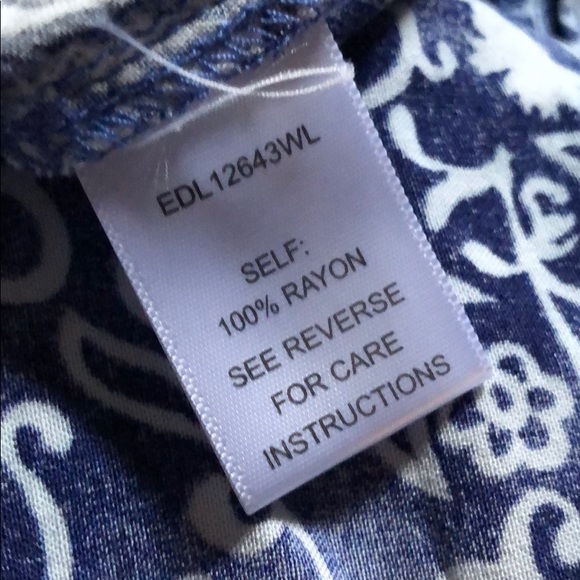 EDL12643WL
SELF:
100% RAYON
SEE REVERSE
FOR CARE
INSTRUCTIONS